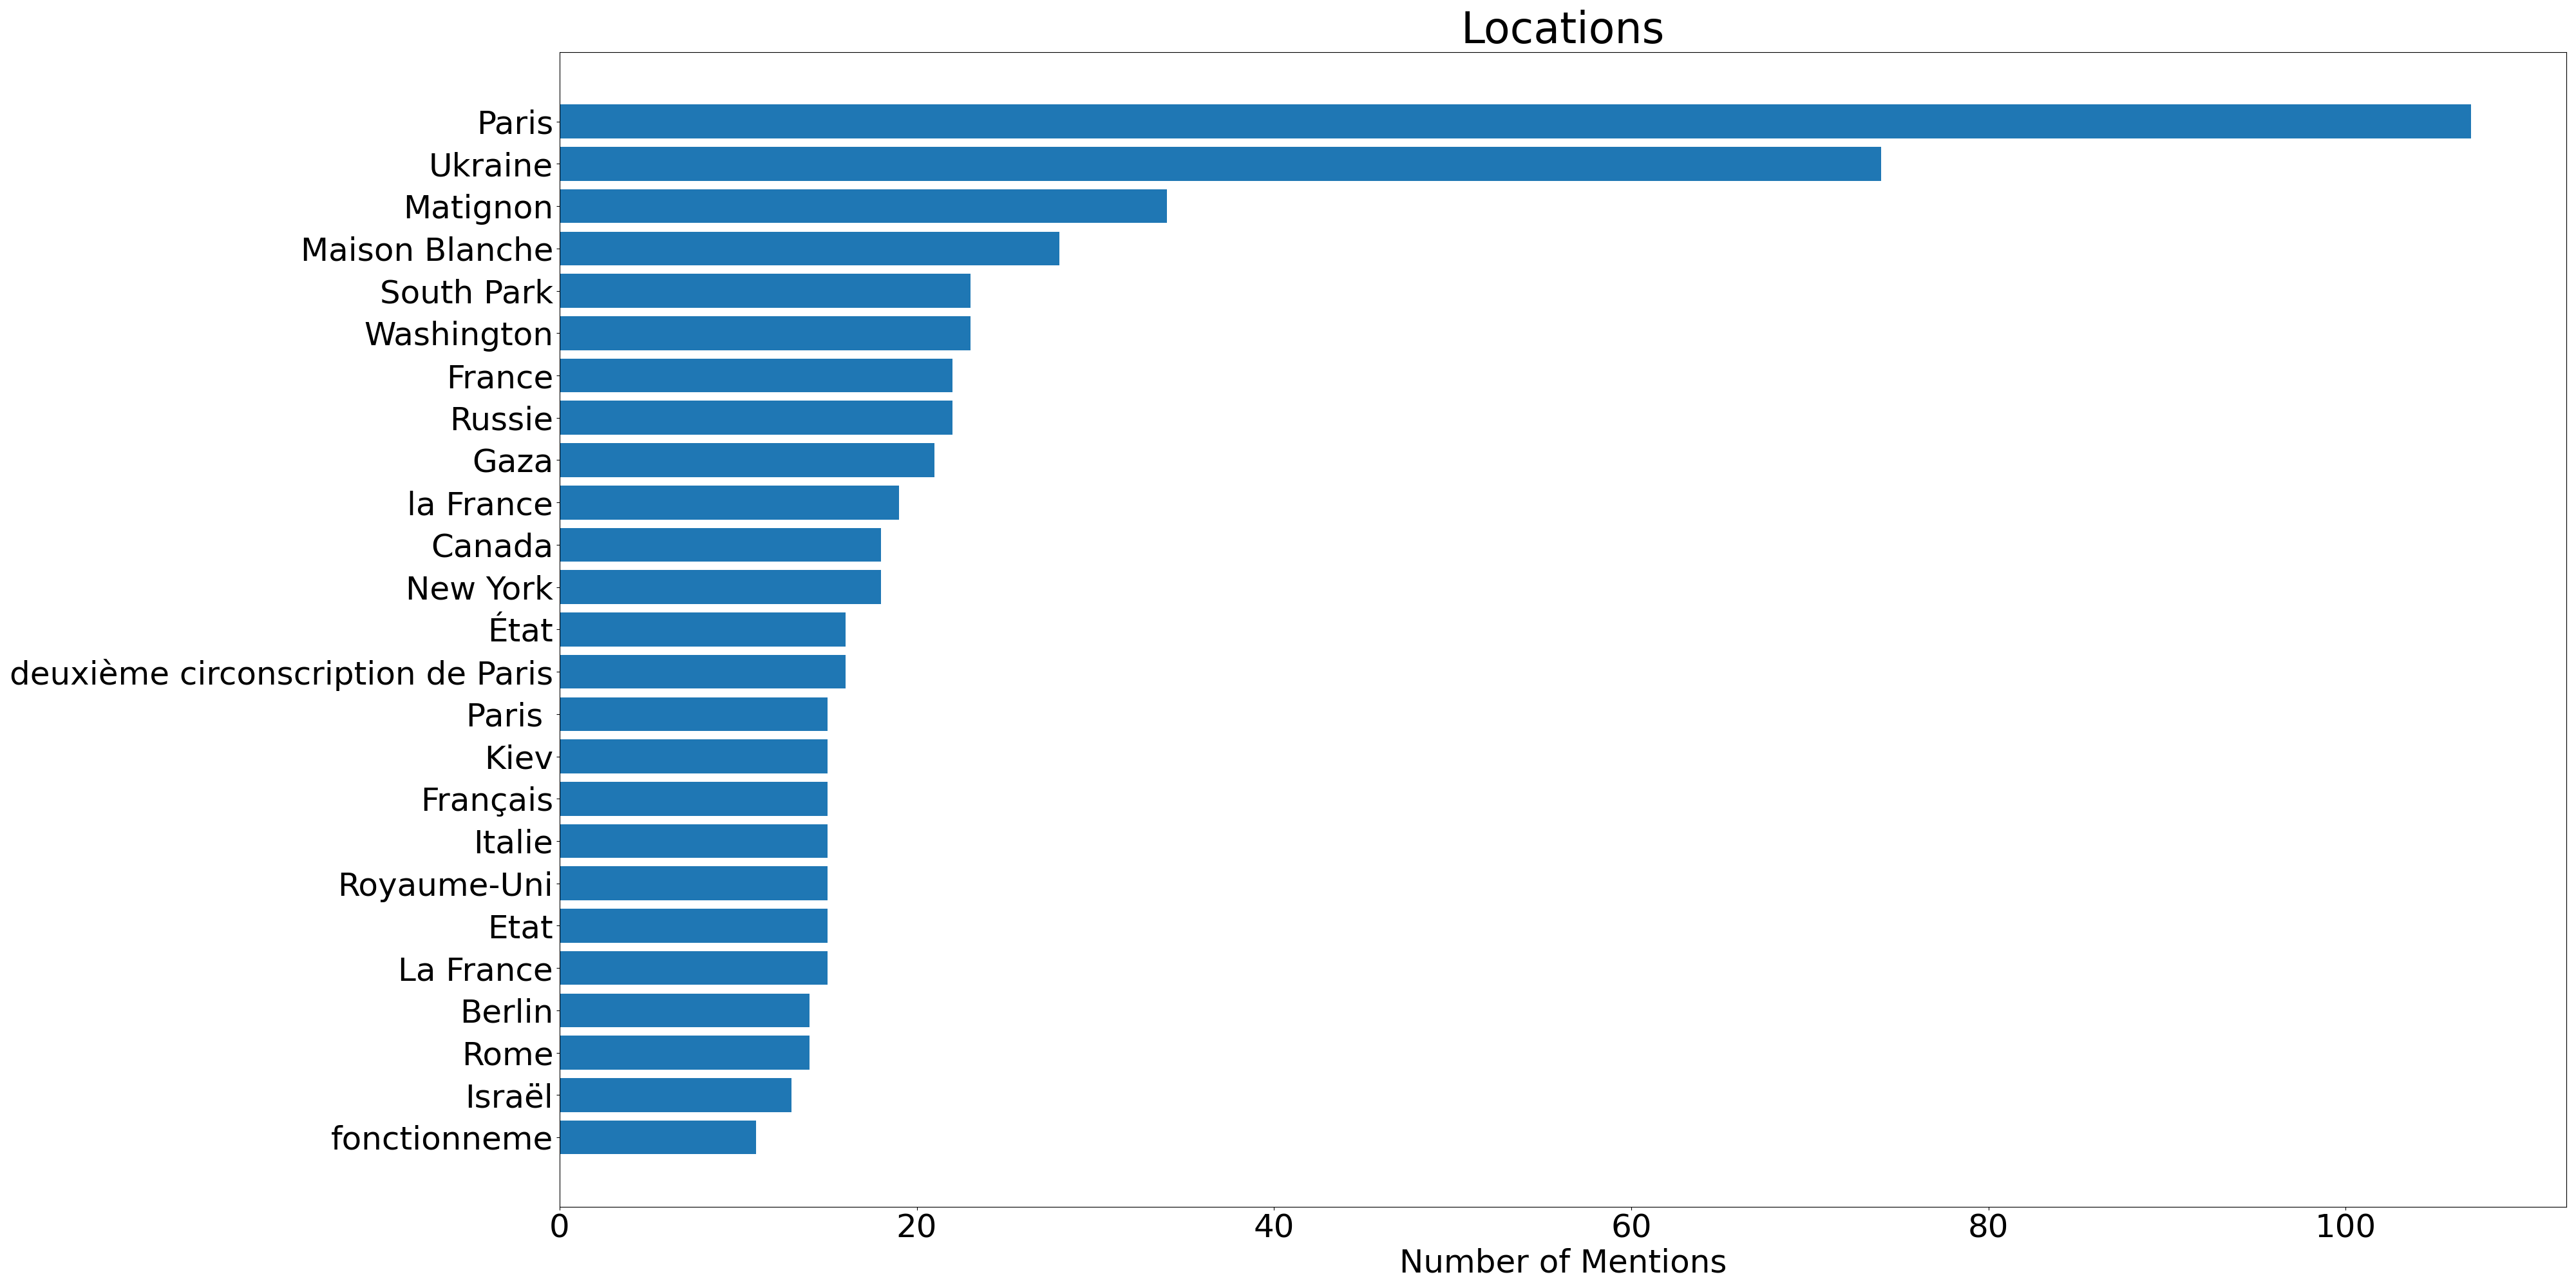 Locations
Paris
Ukraine
Matignon
Maison Blanche
South Park
Washington
France
Russie
Gaza
la France
Canada
New York
État
deuxième circonscription de Paris
Paris
Kiev
Français
Italie
Royaume-Uni
Etat
La France
Berlin
Rome
Israël
fonctionneme
0 20 40 60 80 100
Number of Mentions